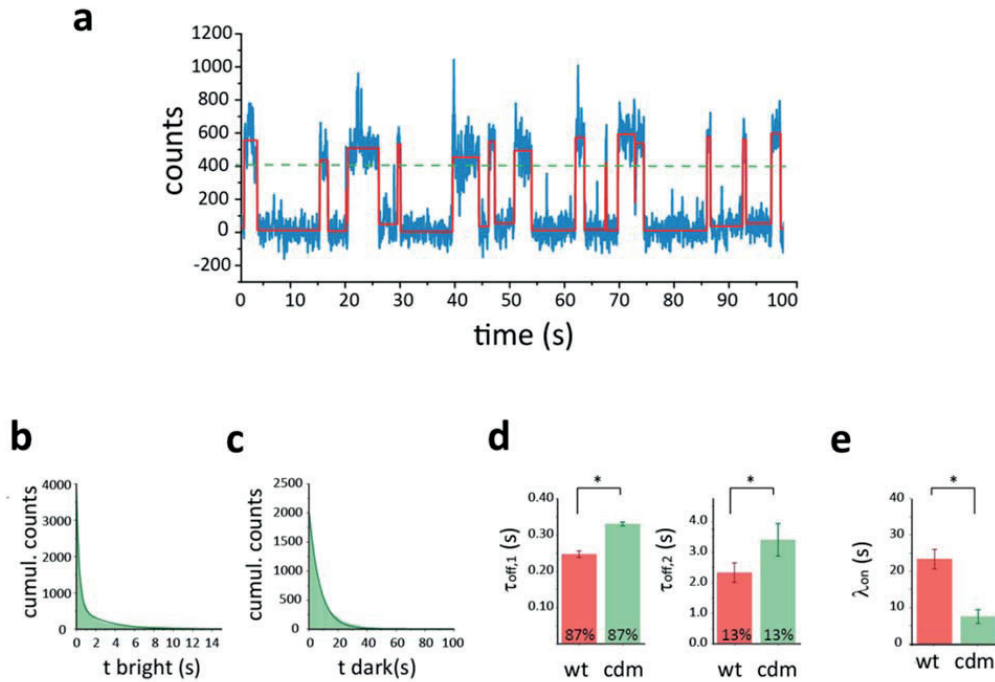 a
1200
1000
800
600
400
200
0
-200
counts
0 10 20 30 40 50 60 70 80 90 100
time (s)
b
4000
3000
2000
1000
0
cumul. counts
0 2 4 6 8 10 12 14
t bright (s)
c
2500
2000
1500
1000
500
0
cumul. counts
0 20 40 60 80 100
t dark(s)
d
*
0.40
0.30
0.20
0.10
τoff,1 (s)
87% 87%
wt cdm
*
4.0
3.0
2.0
1.0
0.0
τoff,2 (s)
13% 13%
wt cdm
e
*
40
30
20
10
0
λon (s)
wt cdm